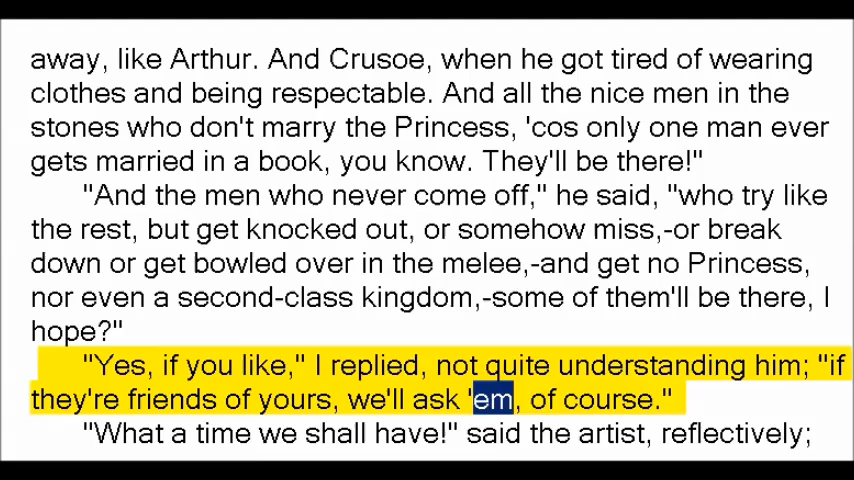 away, like Arthur. And Crusoe, when he got tired of wearing
clothes and being respectable. And all the nice men in the
stones who don't marry the Princess, 'cos only one man ever
gets married in a book, you know. They'll be there!"
"And the men who never come off," he said, "who try like
the rest, but get knocked out, or somehow miss,-or break
down or get bowled over in the melee,-and get no Princess,
nor even a second-class kingdom,-some of them'll be there, I
hope?"
"Yes, if you like," I replied, not quite understanding him; "if
they're friends of yours, we'll ask 'em, of course."
"What a time we shall have!" said the artist, reflectively;